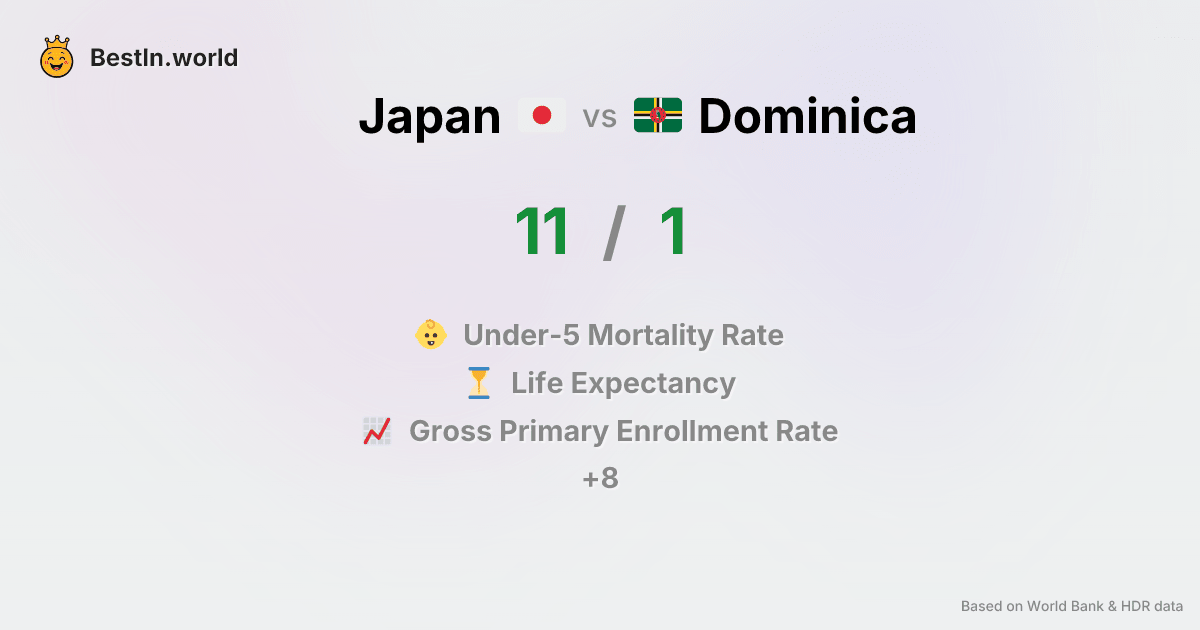 BestIn.world
Japan vs Dominica
11 / 1
Under-5 Mortality Rate
Life Expectancy
Gross Primary Enrollment Rate
+8
Based on World Bank & HDR data